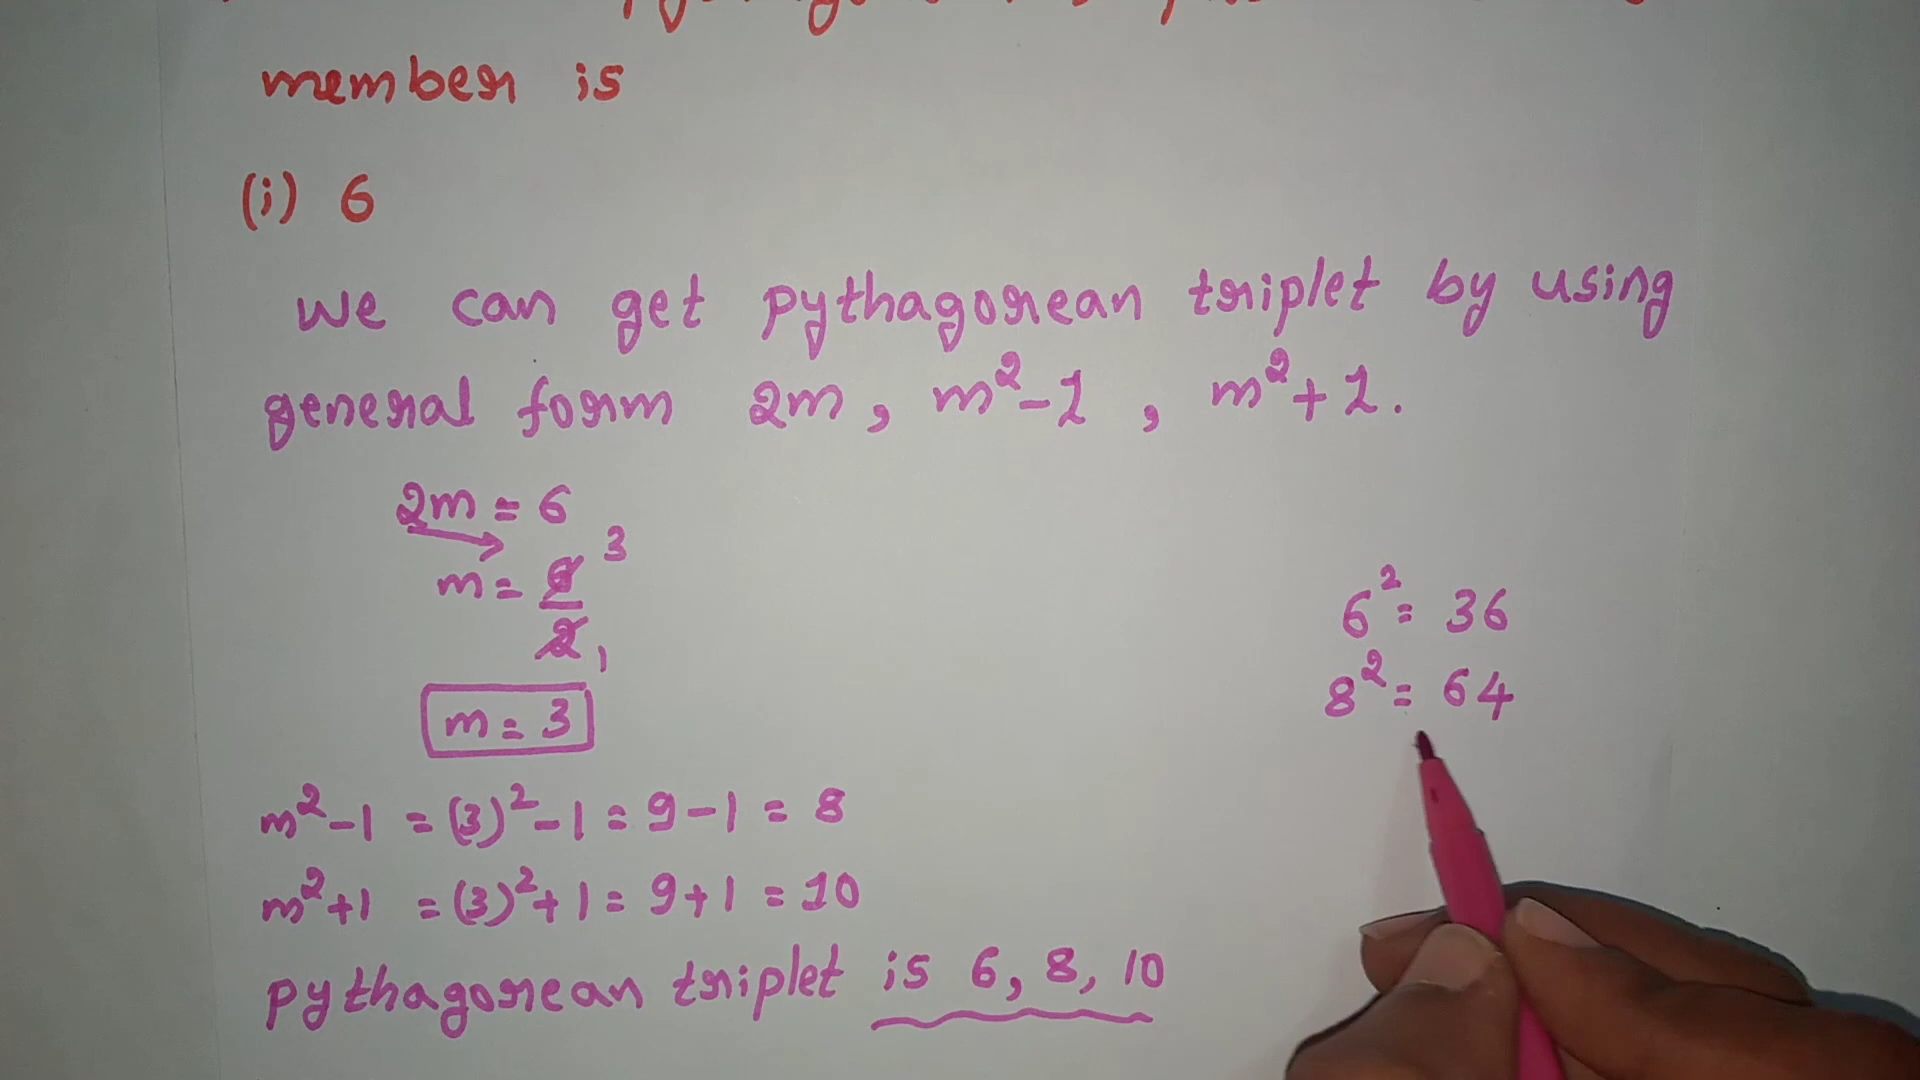 member is
(i) 6
We can get pythagorean triplet by using
general form 2m, m²-1, m²+1.
2m = 6
m = 6/2 3 1
m = 3
6² = 36
8² = 64
m²-1 = (3)²-1 = 9-1 = 8
m²+1 = (3)²+1 = 9+1 = 10
pythagorean triplet is 6, 8, 10